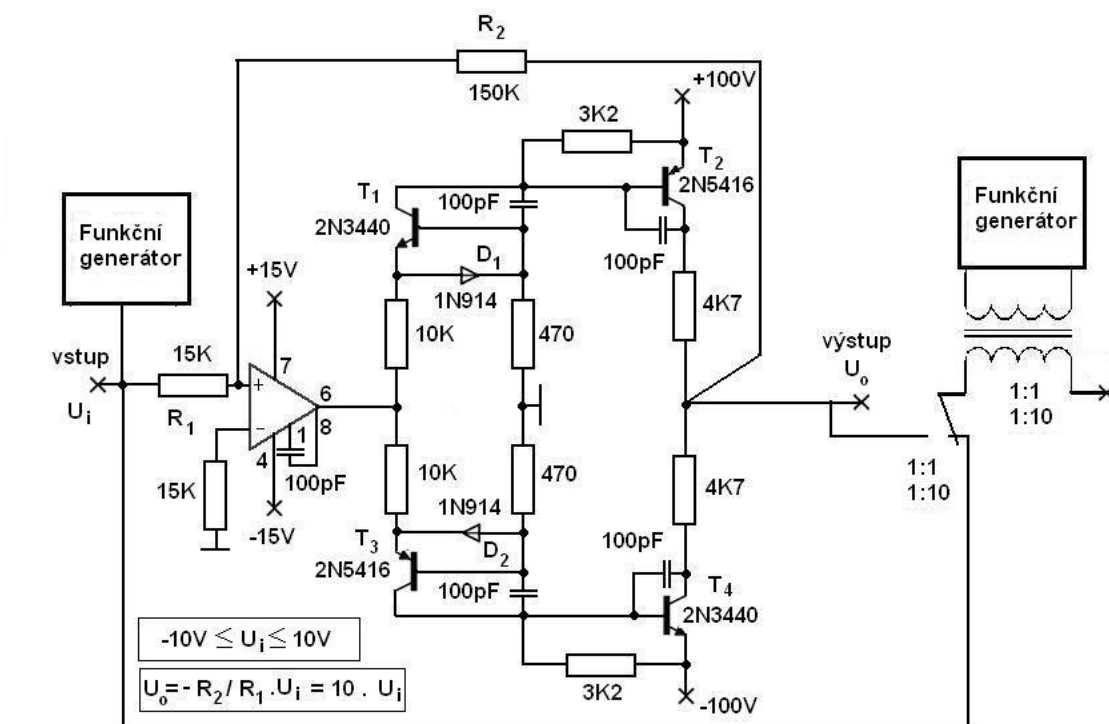 R2
150K
+100V
3K2
T2
2N5416
100pF
T1
2N3440
100pF
Funkční
generátor
Funkční
generátor
+15V
D1
1N914
4K7
10K
470
vstup
Ui
15K
R1
+
-
7
6
8
1
4
100pF
15K
-15V
výstup
Uo
1:1
1:10
1:1
1:10
10K
470
4K7
1N914
D2
T3
2N5416
100pF
100pF
T4
2N3440
3K2
-100V
-10V ≤ Ui ≤ 10V
Uo=- R2/ R1 .Ui = 10 . Ui